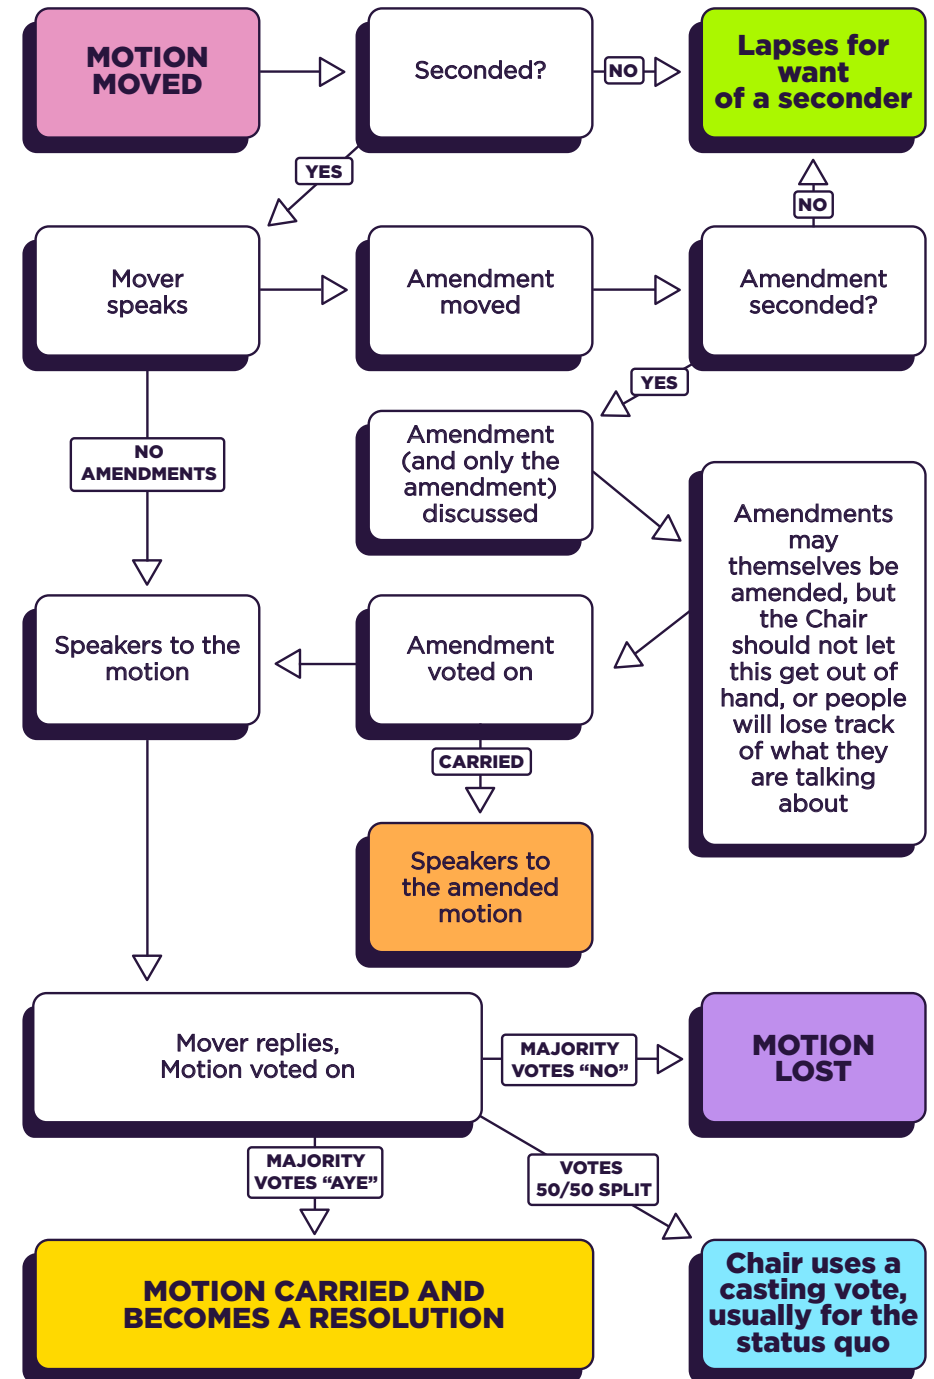 MOTION
MOVED
Seconded?
NO
Lapses for
want
of a seconder
YES
NO
Mover
speaks
Amendment
moved
Amendment
seconded?
YES
NO
AMENDMENTS
Amendment
(and only the
amendment)
discussed
Amendments
may
themselves be
amended, but
the Chair
should not let
this get out of
hand, or people
will lose track
of what they
are talking
about
Speakers to the
motion
Amendment
voted on
CARRIED
Speakers to
the amended
motion
Mover replies,
Motion voted on
MAJORITY
VOTES “NO”
MOTION
LOST
MAJORITY
VOTES “AYE”
VOTES
50/50 SPLIT
MOTION CARRIED AND
BECOMES A RESOLUTION
Chair uses a
casting vote,
usually for the
status quo